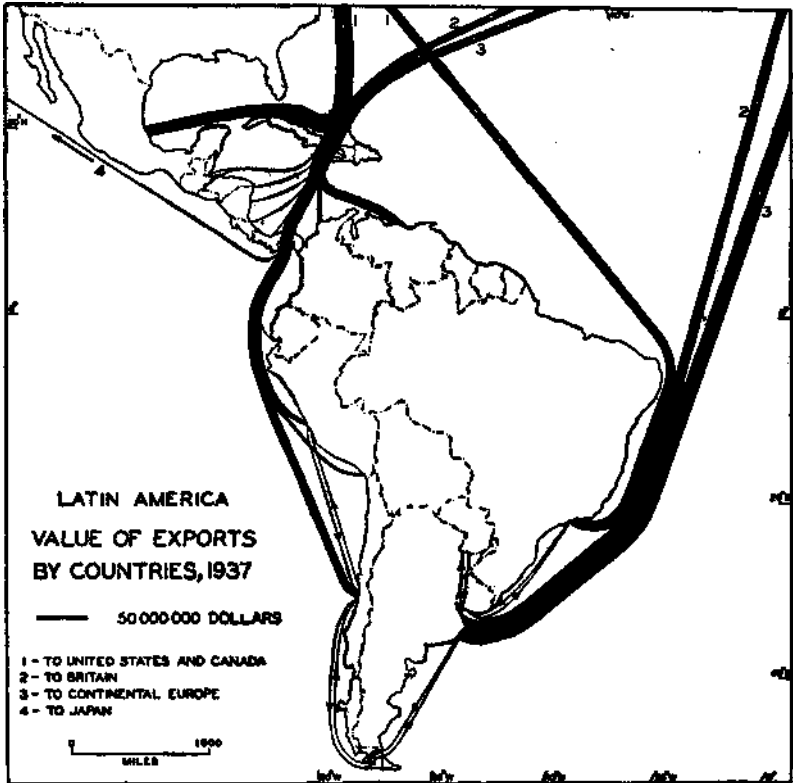 1
1
2
3
2
3
4
LATIN AMERICA
VALUE OF EXPORTS
BY COUNTRIES, 1937
50 000 000 DOLLARS
1 - TO UNITED STATES AND CANADA
2 - TO BRITAIN
3 - TO CONTINENTAL EUROPE
4 - TO JAPAN
0
MILES